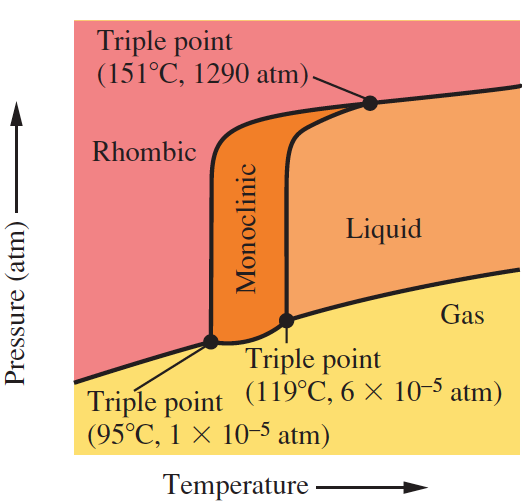 Triple point
(151°C, 1290 atm)
Rhombic
Monoclinic
Liquid
Gas
Triple point
(119°C, 6 × 10⁻⁵ atm)
Triple point
(95°C, 1 × 10⁻⁵ atm)
Pressure (atm)
Temperature